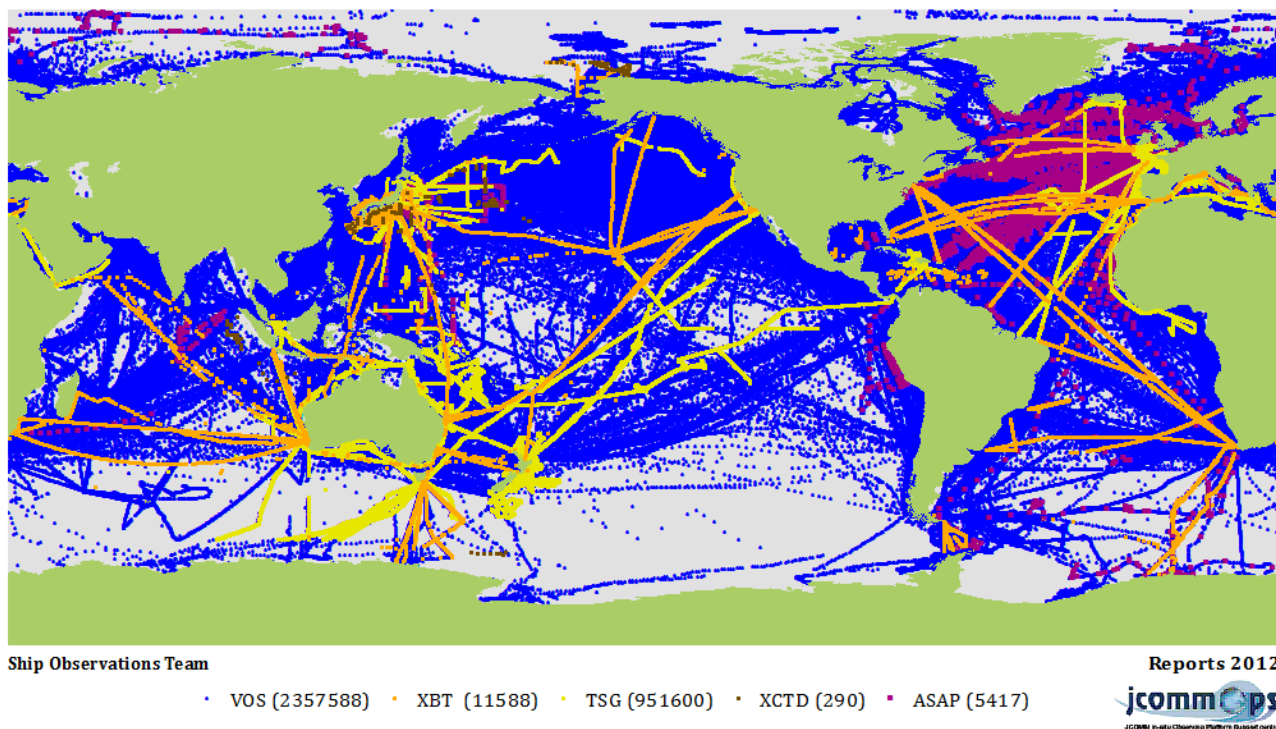 Ship Observations Team
Reports 2012
VOS (2357588) XBT (11588) TSG (951600) XCTD (290) ASAP (5417)
jcommops